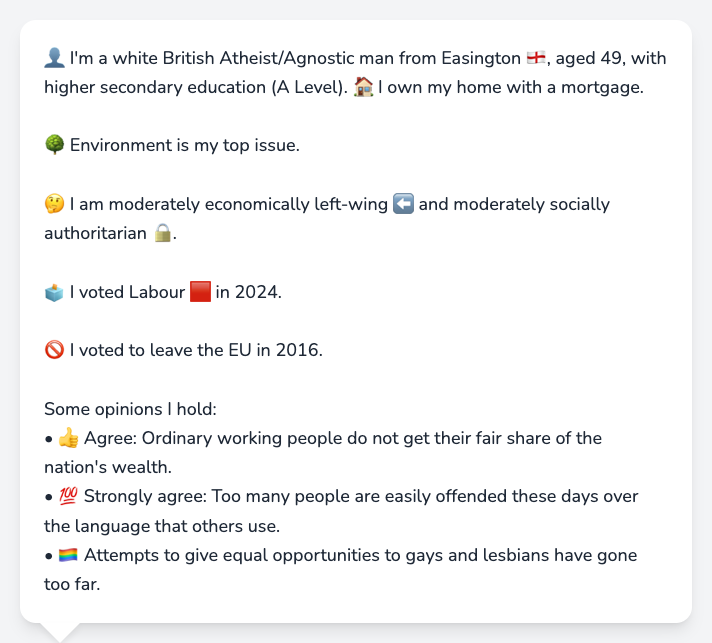 👤 I'm a white British Atheist/Agnostic man from Easington 🏴󠁧󠁢󠁥󠁮󠁧󠁿, aged 49, with
higher secondary education (A Level). 🏠 I own my home with a mortgage.
🌳 Environment is my top issue.
🤔 I am moderately economically left-wing ⬅️ and moderately socially
authoritarian 🔒.
🗳️ I voted Labour 🟥 in 2024.
🚫 I voted to leave the EU in 2016.
Some opinions I hold:
• 👍 Agree: Ordinary working people do not get their fair share of the
nation's wealth.
• 💯 Strongly agree: Too many people are easily offended these days over
the language that others use.
• 🏳️‍🌈 Attempts to give equal opportunities to gays and lesbians have gone
too far.